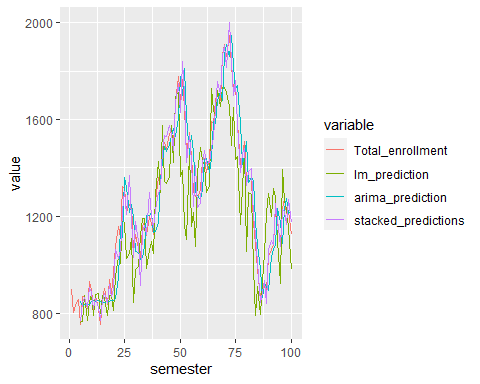 2000
1600
1200
800
value
0
25
50
75
100
semester
variable
Total_enrollment
lm_prediction
arima_prediction
stacked_predictions